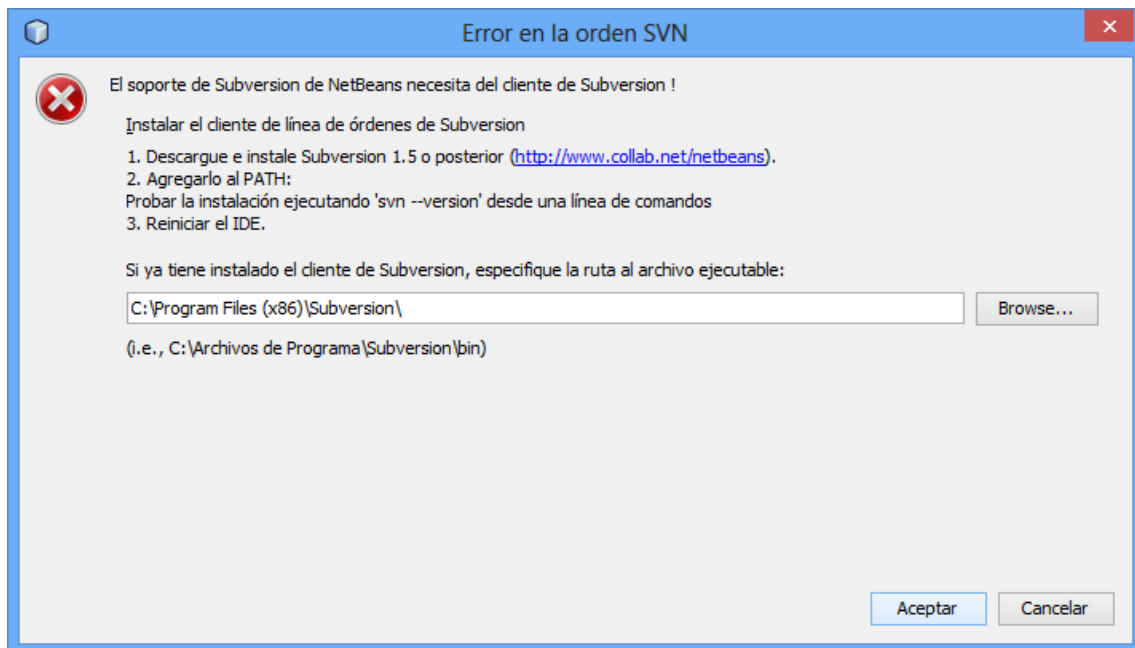 Error en la orden SVN
El soporte de Subversion de NetBeans necesita del cliente de Subversion !
Instalar el cliente de línea de órdenes de Subversion
1. Descargue e instale Subversion 1.5 o posterior (http://www.collab.net/netbeans).
2. Agregarlo al PATH:
Probar la instalación ejecutando 'svn --version' desde una línea de comandos
3. Reiniciar el IDE.
Si ya tiene instalado el cliente de Subversion, especifique la ruta al archivo ejecutable:
C:\Program Files (x86)\Subversion\
Browse...
(i.e., C:\Archivos de Programa\Subversion\bin)
Aceptar
Cancelar